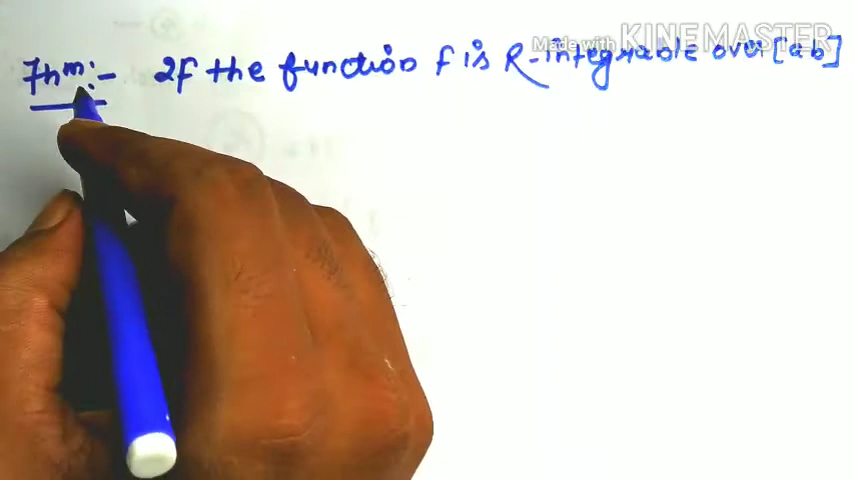 Made with KINEMASTER
Thm:- If the function f is R-integrable over [a b]